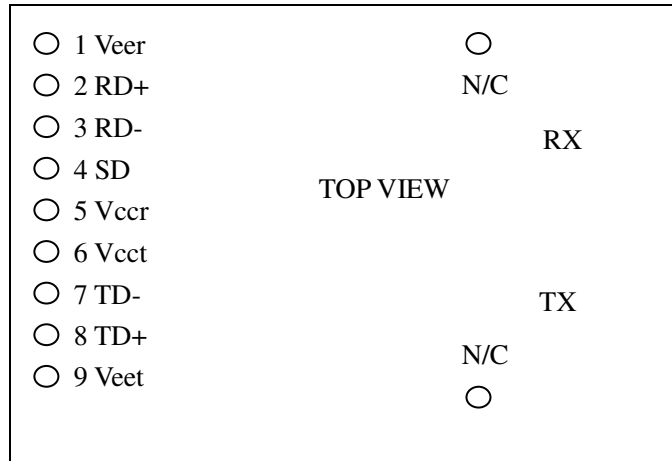 1 Veer
2 RD+
3 RD-
4 SD
5 Vccr
6 Vcct
7 TD-
8 TD+
9 Veet
N/C
RX
TOP VIEW
TX
N/C